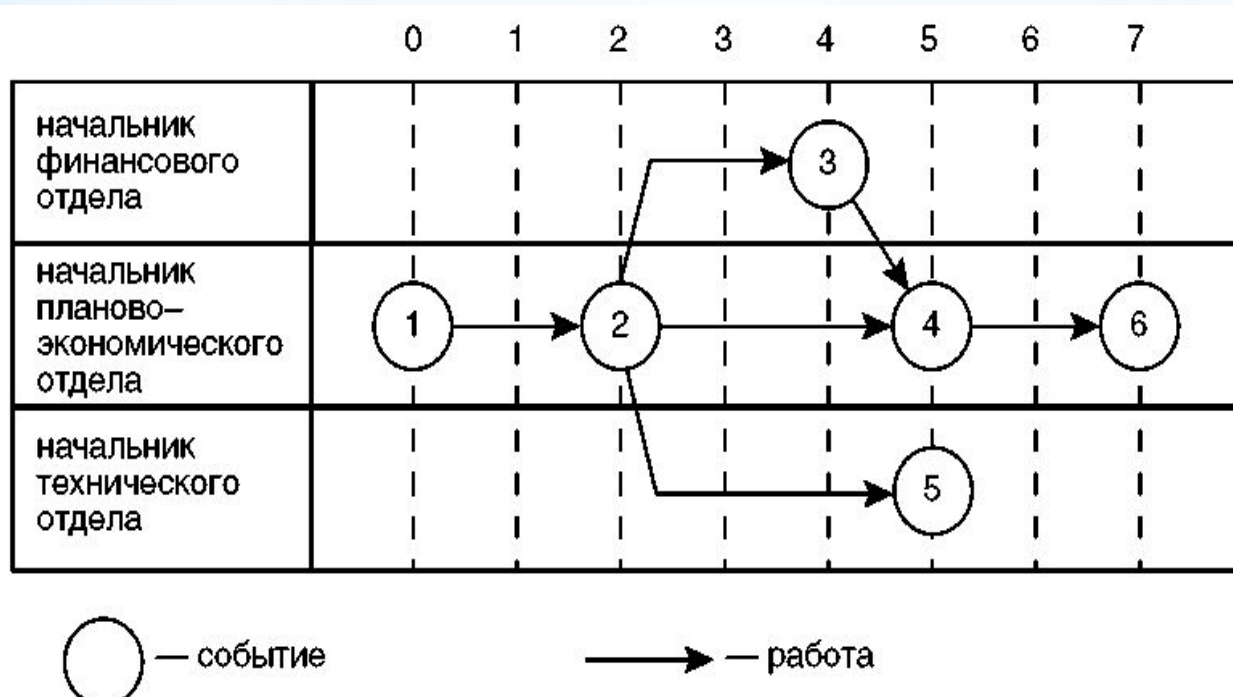 0 1 2 3 4 5 6 7
начальник
финансового
отдела
3
начальник
планово–
экономического
отдела
1 2 4 6
начальник
технического
отдела
5
— событие
— работа